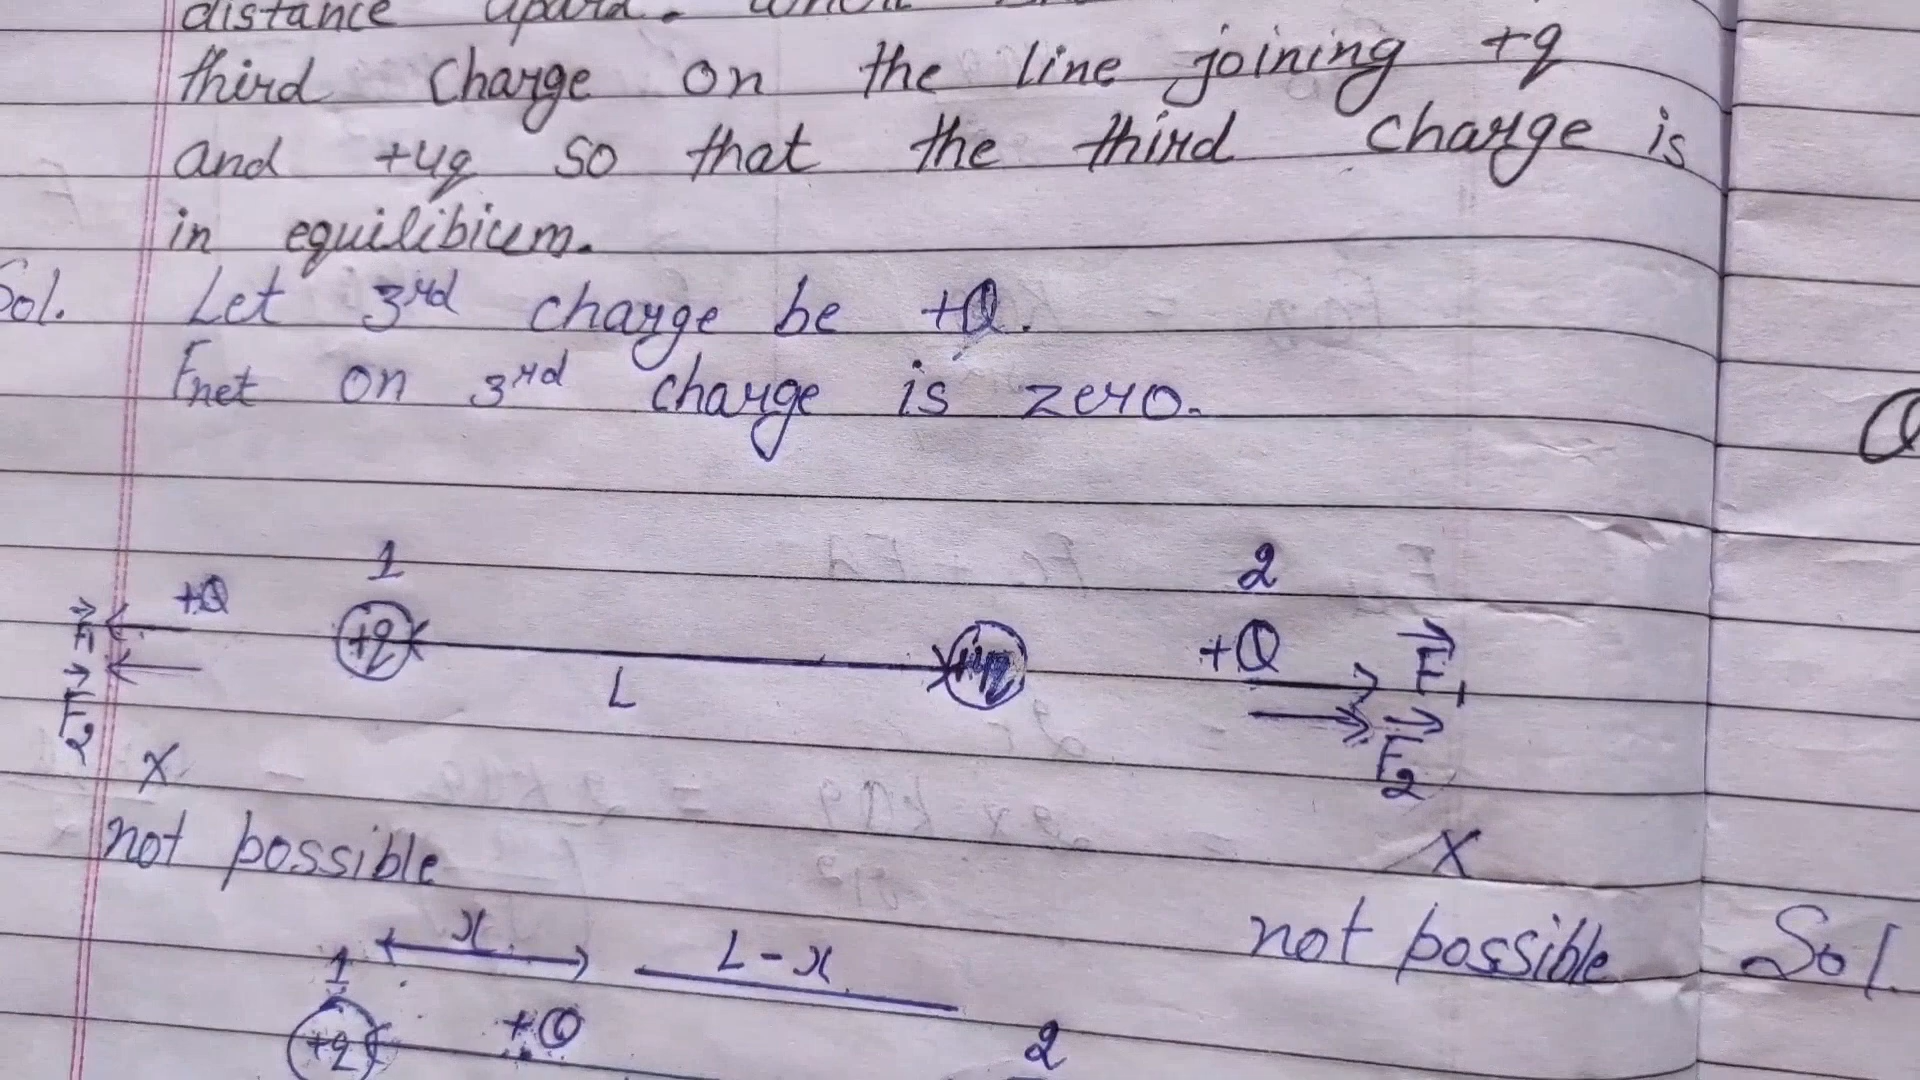 distance apart.
third charge on the line joining +q
and +4q so that the third charge is
in equilibium.
Sol. Let 3rd charge be +Q.
Fnet on 3rd charge is zero.
1 2
+Q +q L +4q +Q F1
F2 F2
X X
not possible
not possible Sol.
x L-x
1
+q +Q 2